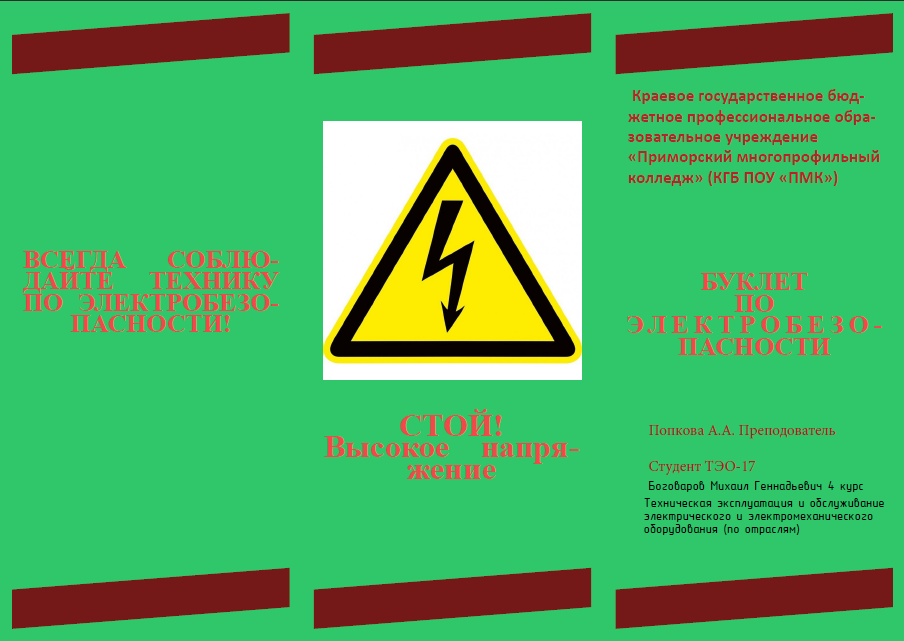 ВСЕГДА СОБЛЮ-
ДАЙТЕ ТЕХНИКУ
ПО ЭЛЕКТРОБЕЗО-
ПАСНОСТИ!
СТОЙ!
Высокое напря-
жение
Краевое государственное бюд-
жетное профессиональное обра-
зовательное учреждение
«Приморский многопрофильный
колледж» (КГБ ПОУ «ПМК»)
БУКЛЕТ
ПО
ЭЛЕКТРОБЕЗО-
ПАСНОСТИ
Попкова А.А. Преподователь
Студент ТЭО-17
Боговаров Михаил Геннадьевич 4 курс
Техническая эксплуатация и обслуживание
электрического и электромеханического
оборудования (по отраслям)